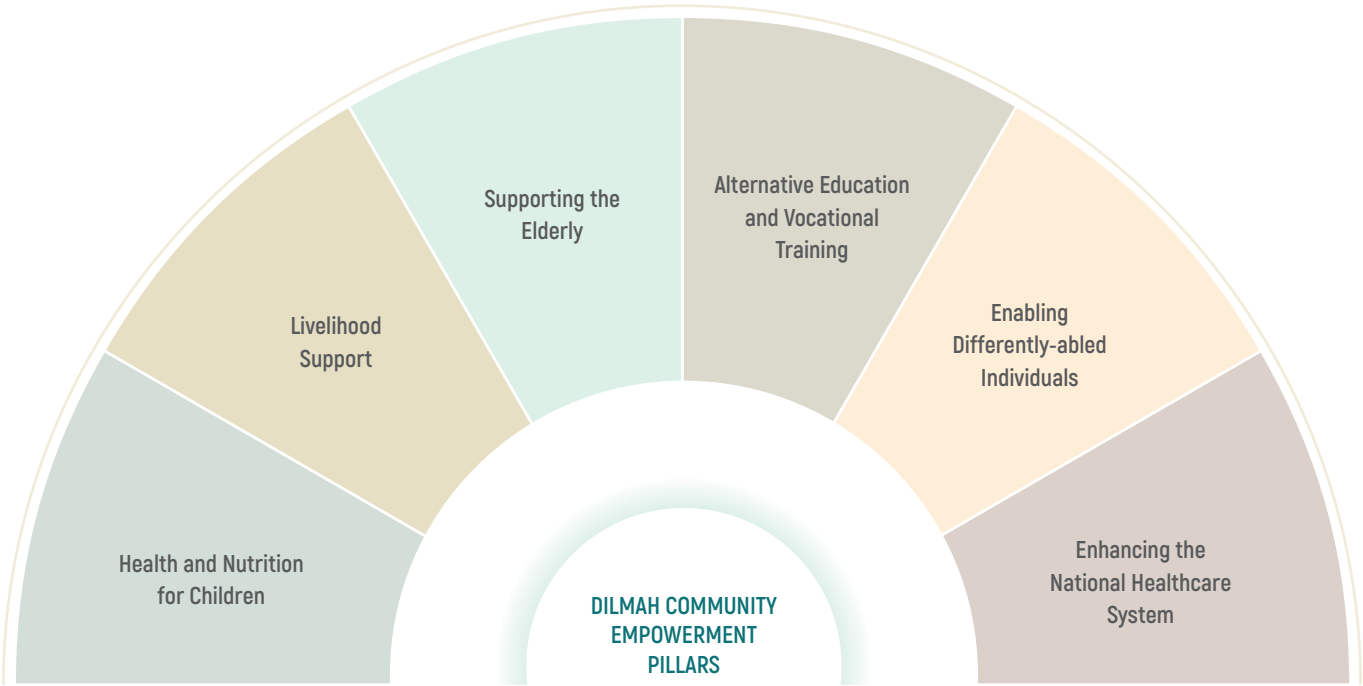 Health and Nutrition
for Children
Livelihood
Support
Supporting the
Elderly
Alternative Education
and Vocational
Training
Enabling
Differently-abled
Individuals
Enhancing the
National Healthcare
System
DILMAH COMMUNITY
EMPOWERMENT
PILLARS